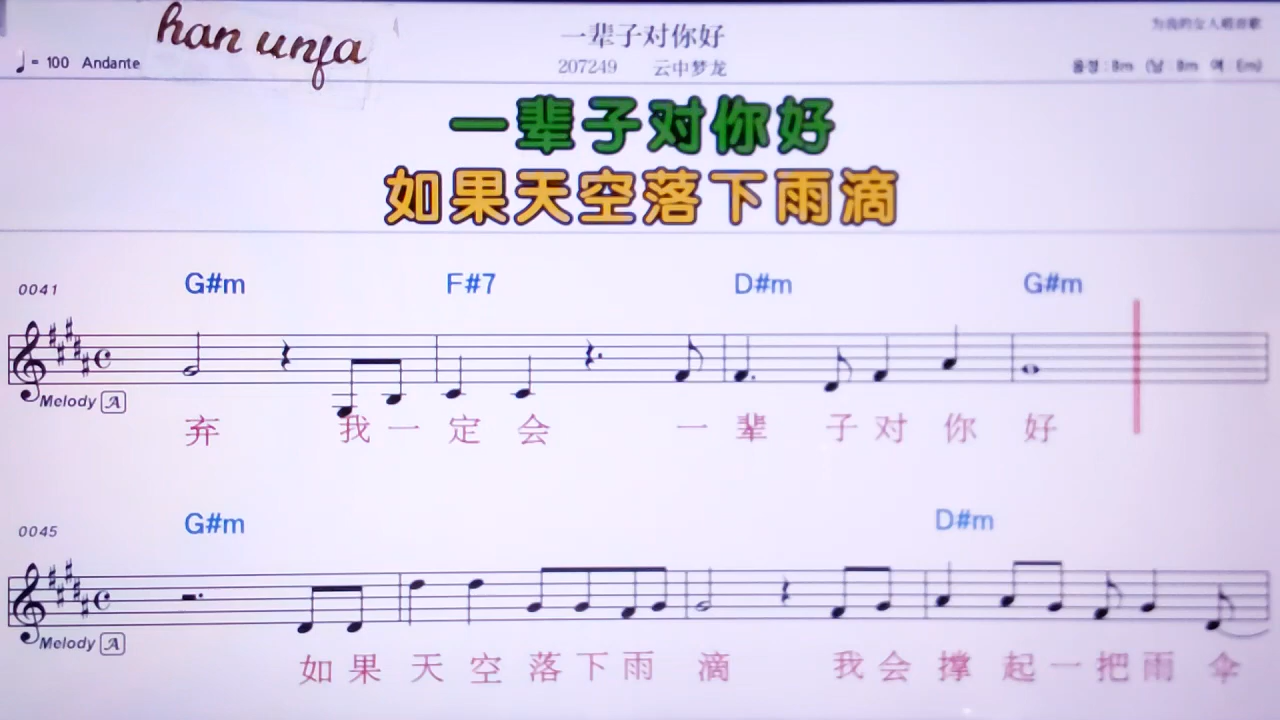 han unfa
一辈子对你好
♩= 100 Andante
207249 云中梦龙
一辈子对你好
如果天空落下雨滴
0041
G#m F#7 D#m G#m
Melody A
弃 我 一 定 会 一 辈 子 对 你 好
0045
G#m D#m
Melody A
如 果 天 空 落 下 雨 滴 我 会 撑 起 一 把 雨 伞